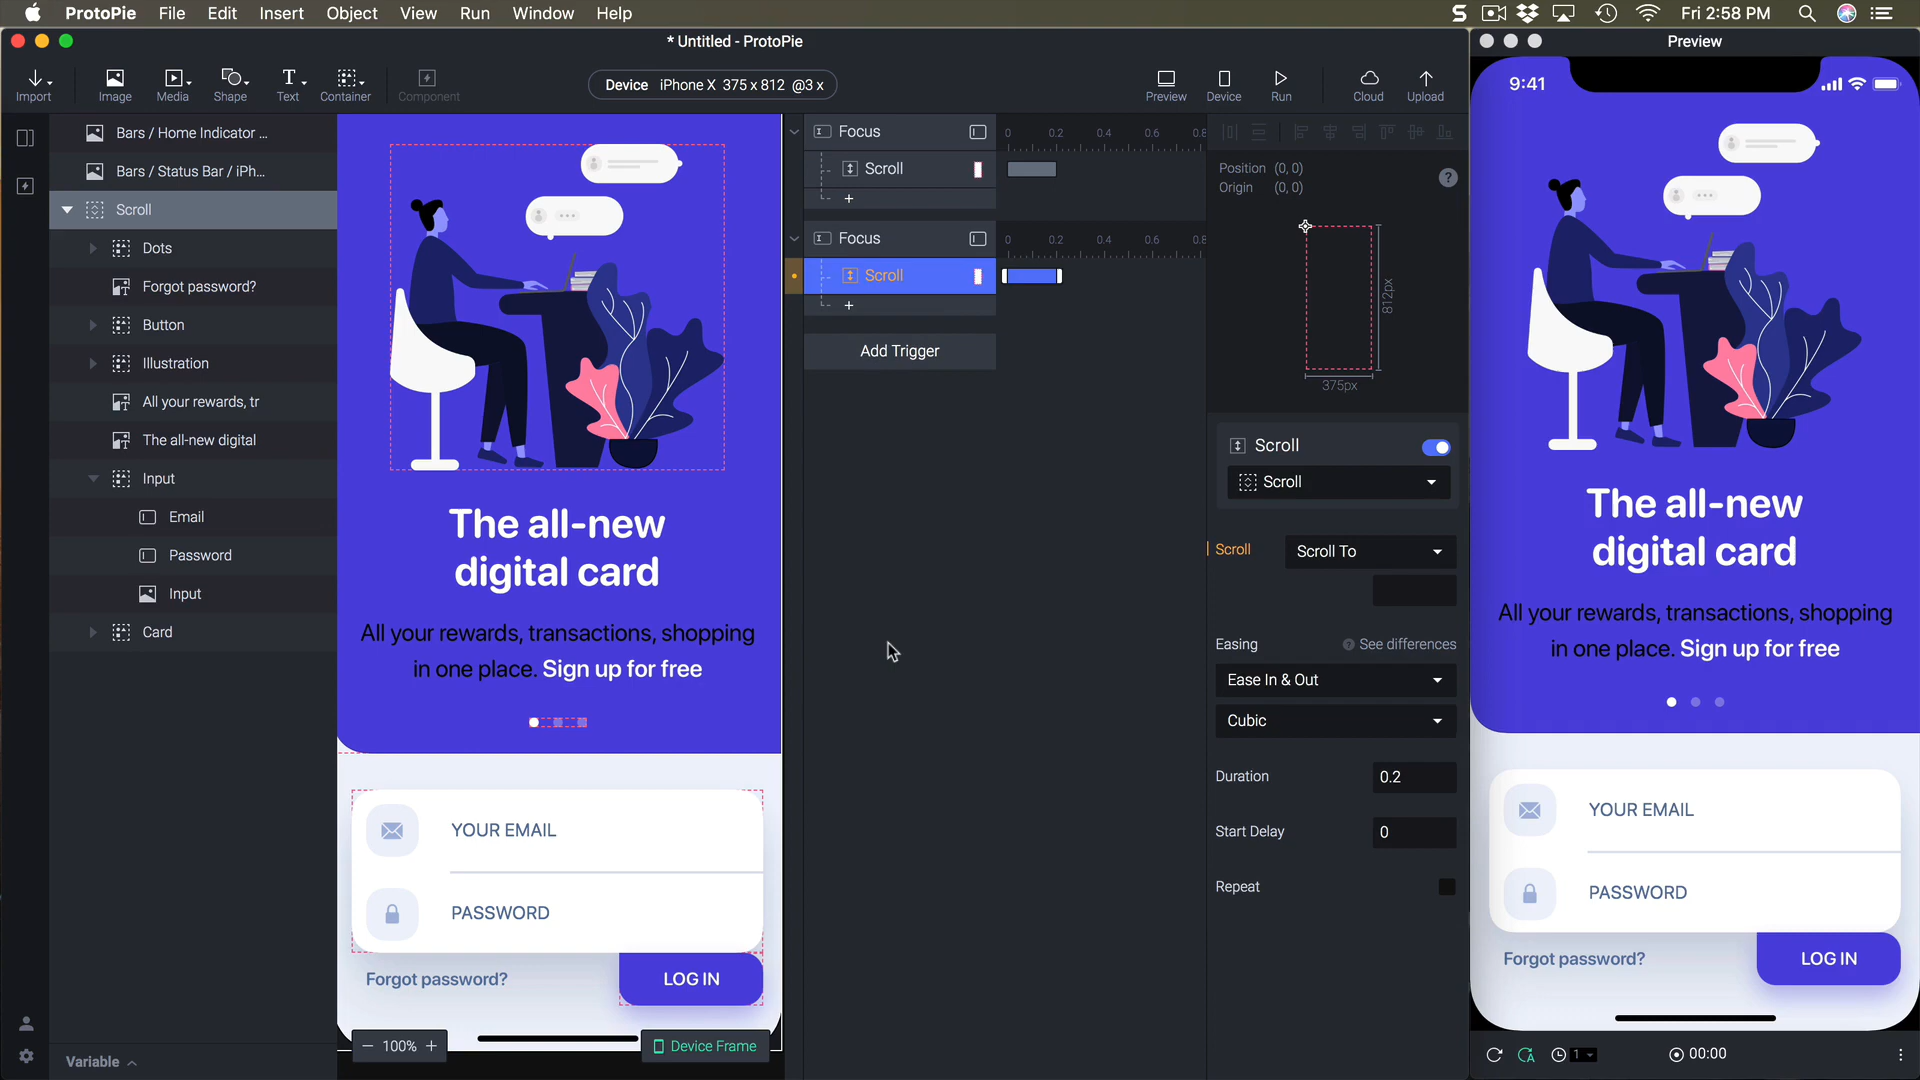 ProtoPie File Edit Insert Object View Run Window Help Fri 2:58 PM
* Untitled - ProtoPie
Preview
Import Image Media Shape Text Container Component
Device iPhone X 375 x 812 @3 x
Preview Device Run Cloud Upload
Bars / Home Indicator ...
Bars / Status Bar / iPh...
Scroll
Dots
Forgot password?
Button
Illustration
All your rewards, tr
The all-new digital
Input
Email
Password
Input
Card
Variable
The all-new
digital card
All your rewards, transactions, shopping
in one place. Sign up for free
YOUR EMAIL
PASSWORD
Forgot password?
LOG IN
100%
Device Frame
Focus
0 0.2 0.4 0.6 0.8
Scroll
+
Focus
0 0.2 0.4 0.6 0.8
Scroll
+
Add Trigger
Position (0, 0)
Origin (0, 0)
?
812px
375px
Scroll
Scroll
Scroll Scroll To
Easing ? See differences
Ease In & Out
Cubic
Duration 0.2
Start Delay 0
Repeat
9:41
The all-new
digital card
All your rewards, transactions, shopping
in one place. Sign up for free
YOUR EMAIL
PASSWORD
Forgot password?
LOG IN
1
00:00